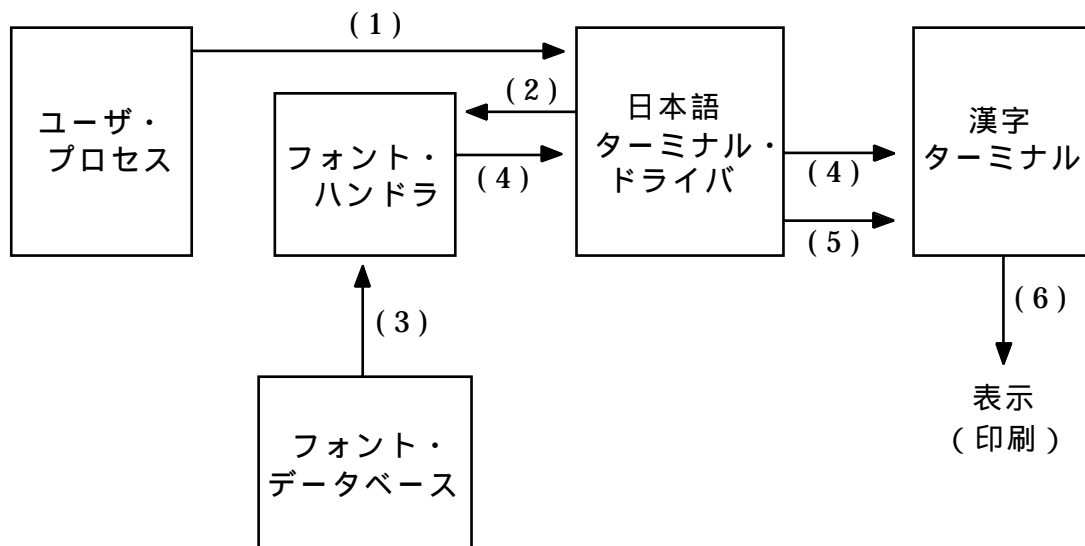 (1)
ユーザ・
プロセス
(2)
フォント・
ハンドラ
(4)
日本語
ターミナル・
ドライバ
(4)
(5)
漢字
ターミナル
(3)
(6)
フォント・
データベース
表示
(印刷)